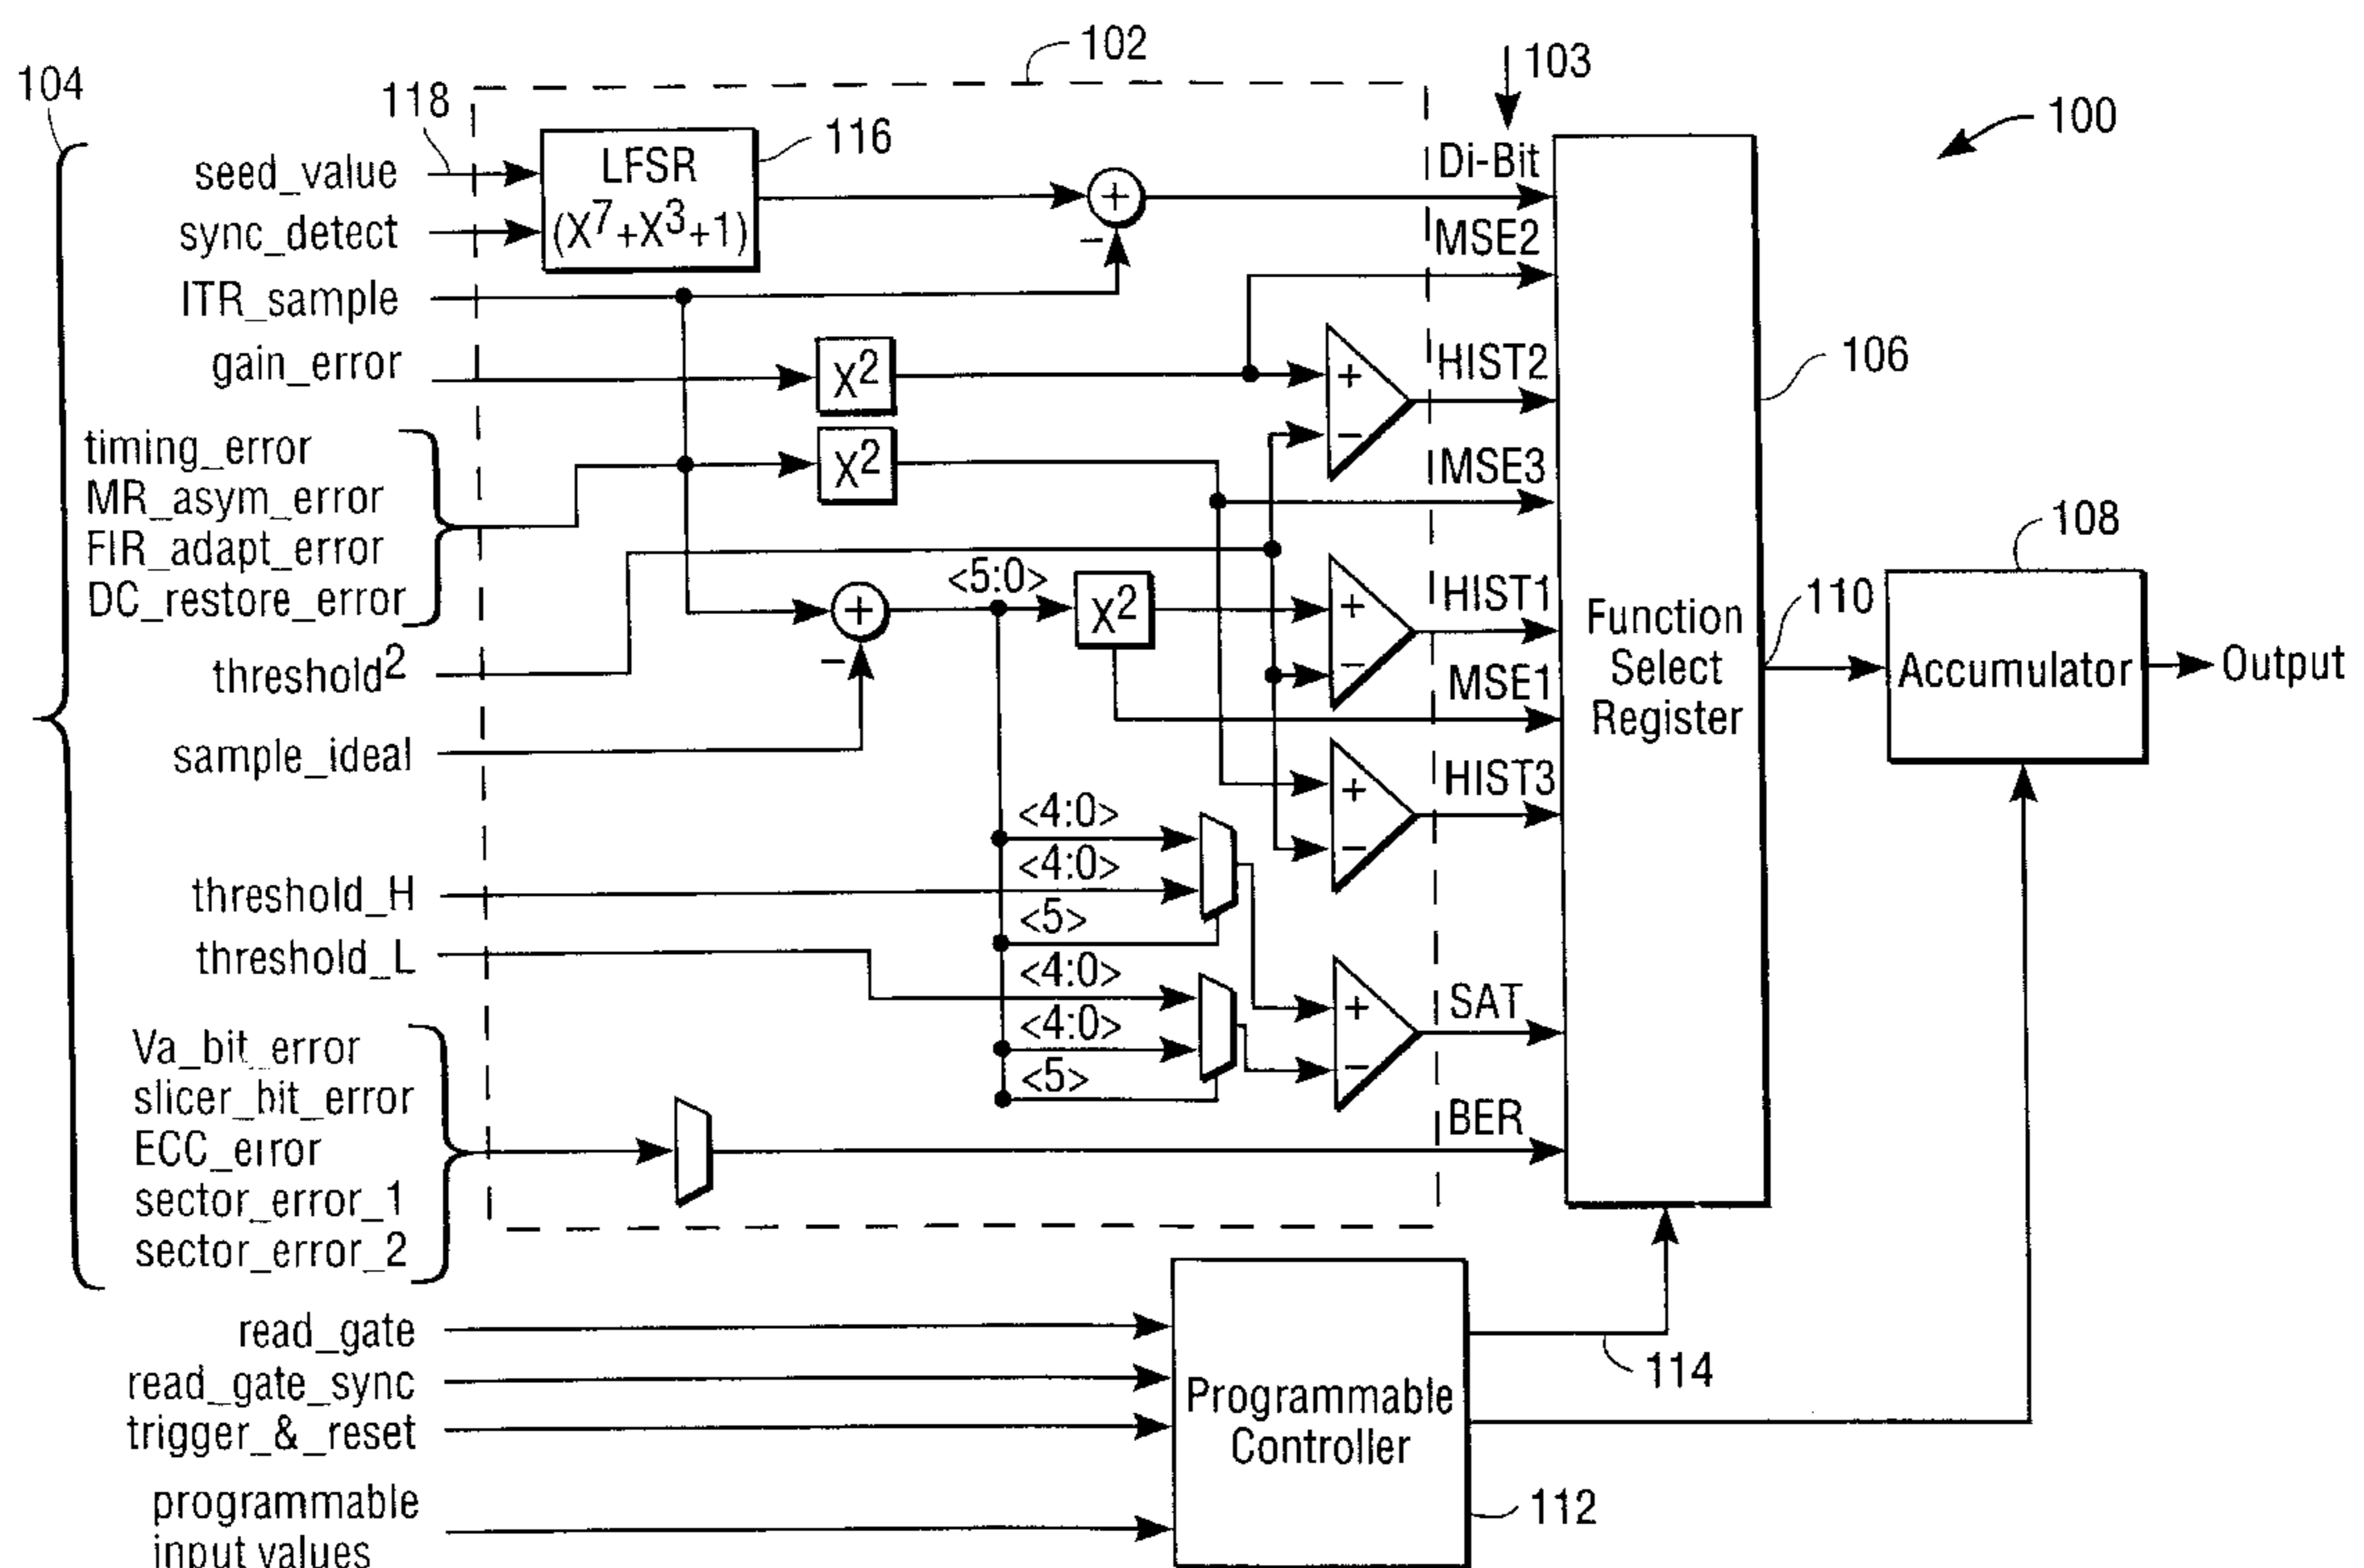 102
103
104
118
100
116
seed_value
LFSR
Di-Bit
sync_detect
(X7+X3+1)
+
–
MSE2
ITR_sample
gain_error
X2
+
–
HIST2
106
timing_error
X2
MSE3
MR_asym_error
FIR_adapt_error
108
DC_restore_error
+
–
<5:0>
X2
+
–
HIST1
Function
Select
Register
110
Accumulator
Output
threshold2
MSE1
sample_ideal
HIST3
+
–
<4:0>
<4:0>
threshold_H
<5>
threshold_L
<4:0>
<4:0>
<5>
+
–
SAT
Va_bit_error
slicer_bit_error
BER
ECC_error
sector_error_1
sector_error_2
read_gate
114
read_gate_sync
Programmable
Controller
trigger_&_reset
112
programmable
input values